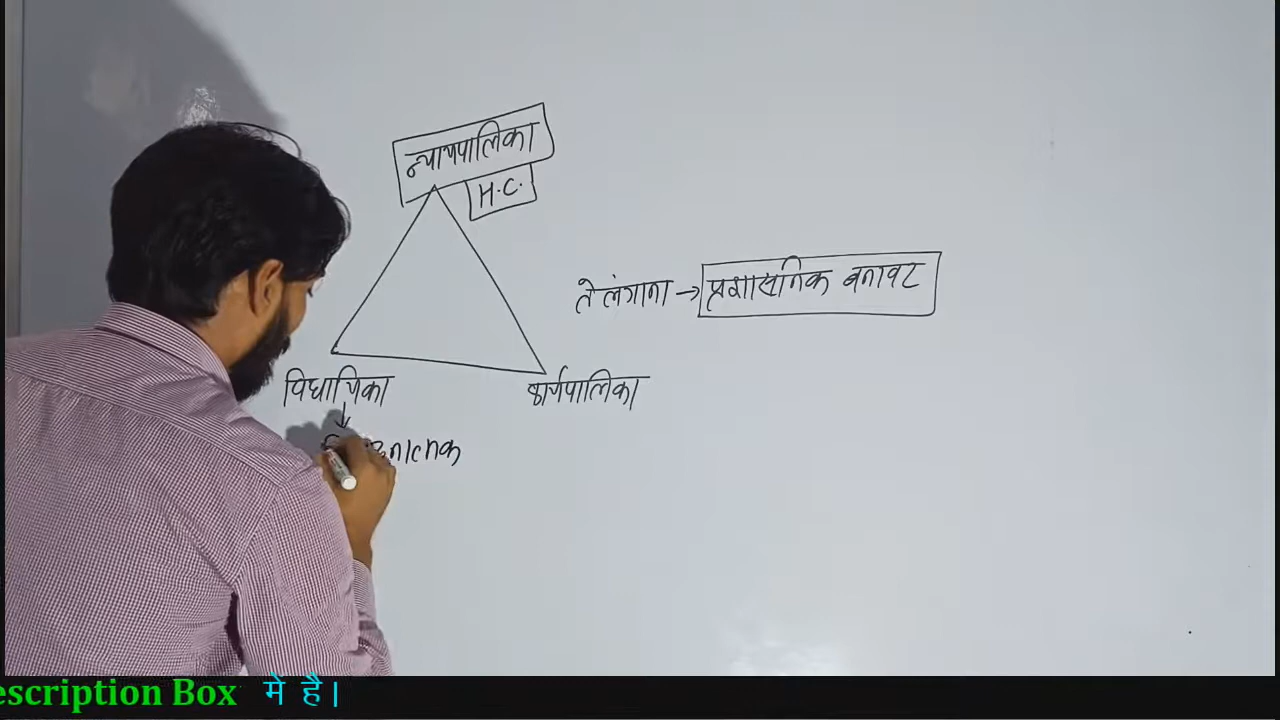 न्यायपालिका
H.C.
तेलंगाना → प्रशासनिक बनावट
विधायिका
कार्यपालिका
escription Box में है।